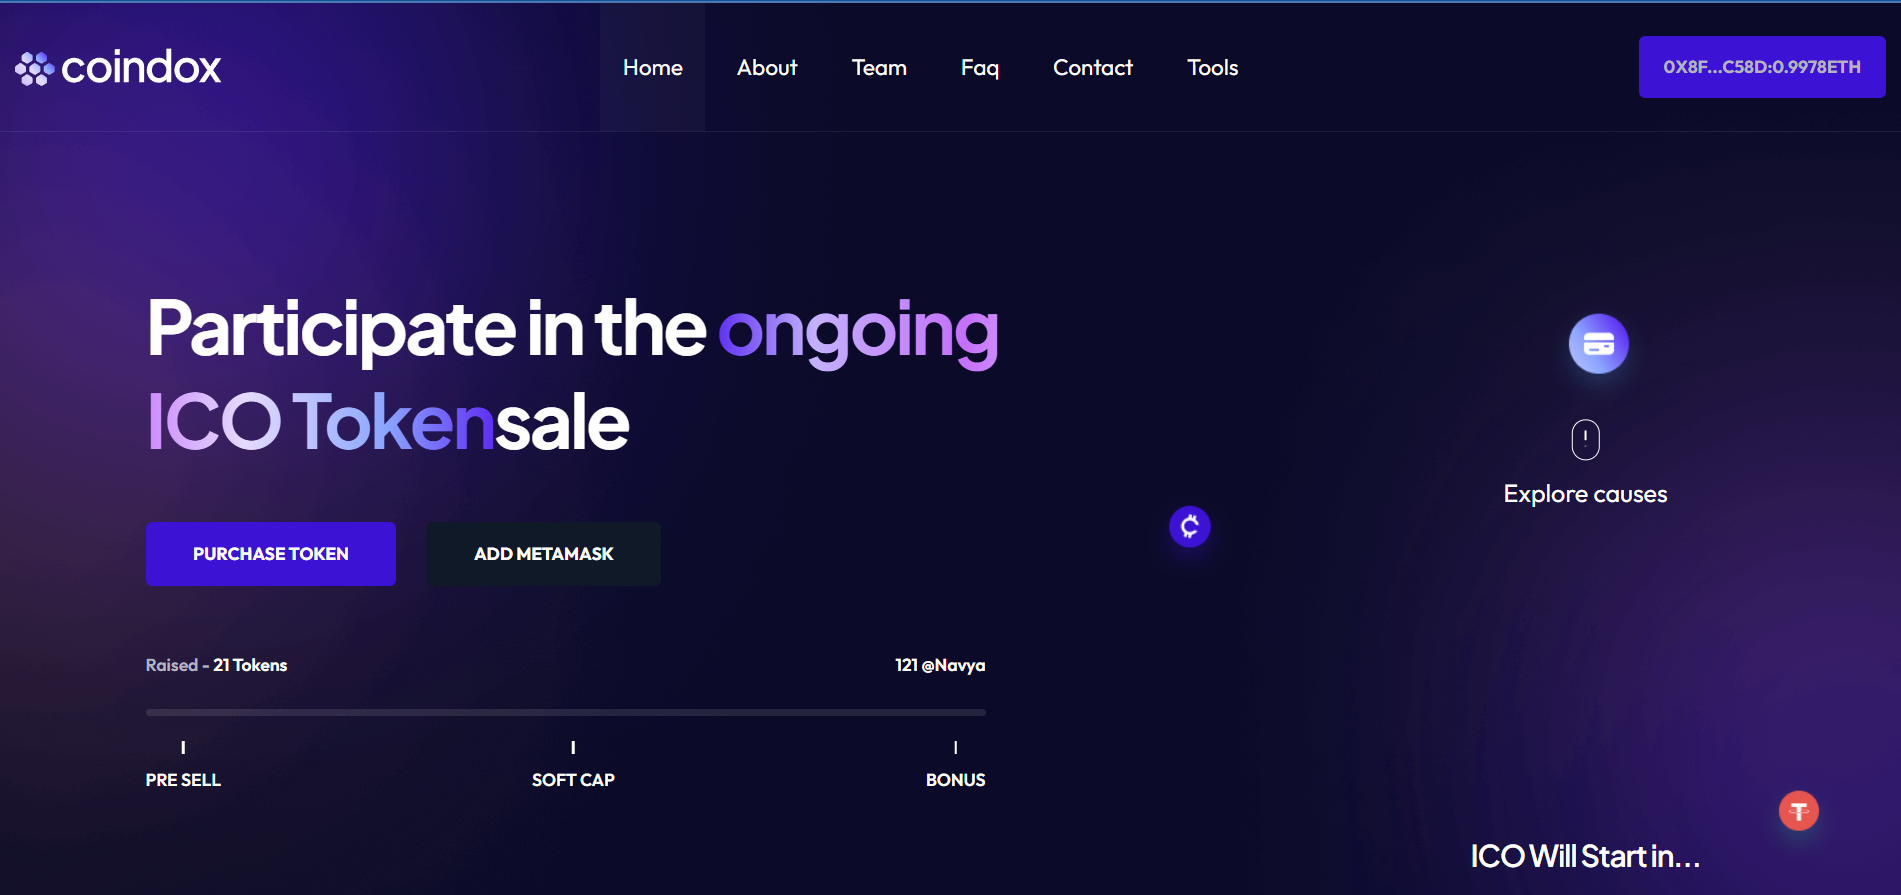 coindox
Home About Team Faq Contact Tools
0X8F...C58D:0.9978ETH
Participate in the ongoing
ICO Tokensale
Explore causes
PURCHASE TOKEN ADD METAMASK
Raised - 21 Tokens 121 @Navya
PRE SELL SOFT CAP BONUS
ICO Will Start in...